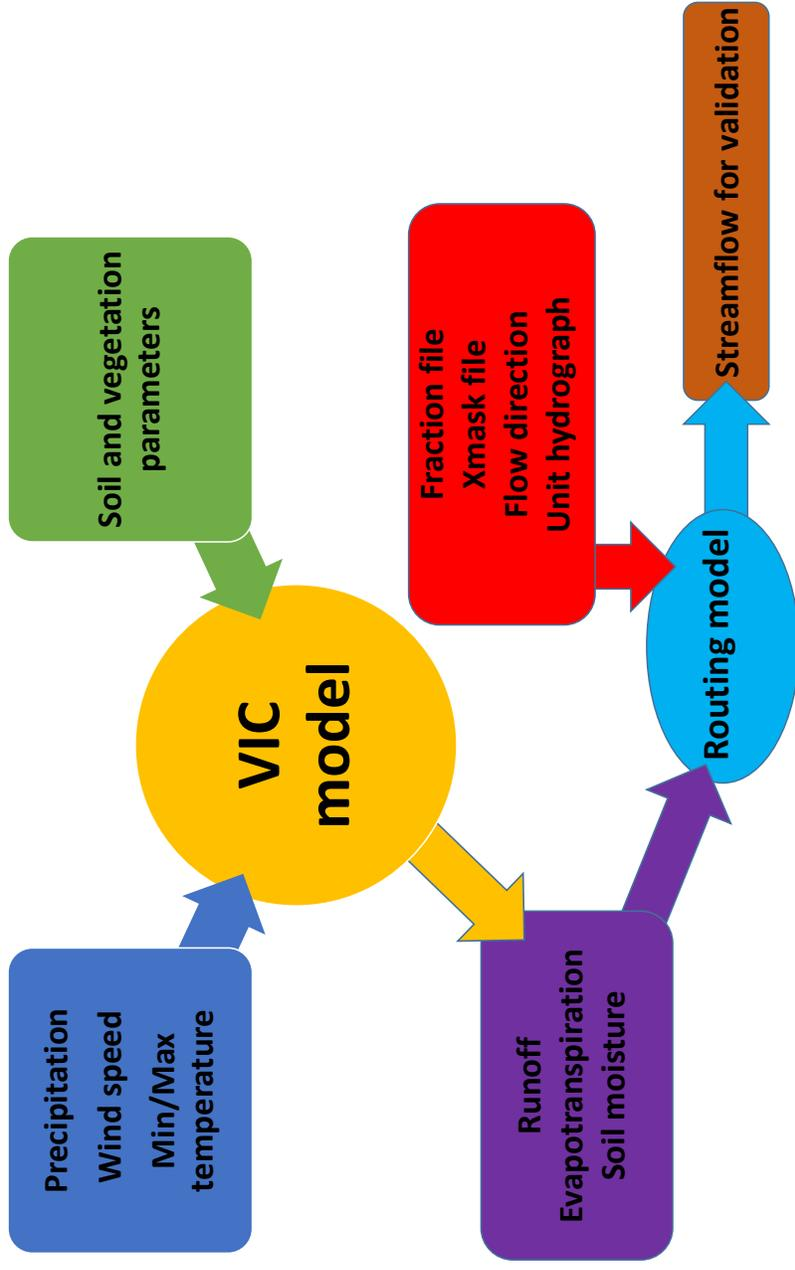 Precipitation
Wind speed
Min/Max
temperature
Soil and vegetation
parameters
VIC
model
Runoff
Evapotranspiration
Soil moisture
Fraction file
Xmask file
Flow direction
Unit hydrograph
Routing model
Streamflow for validation